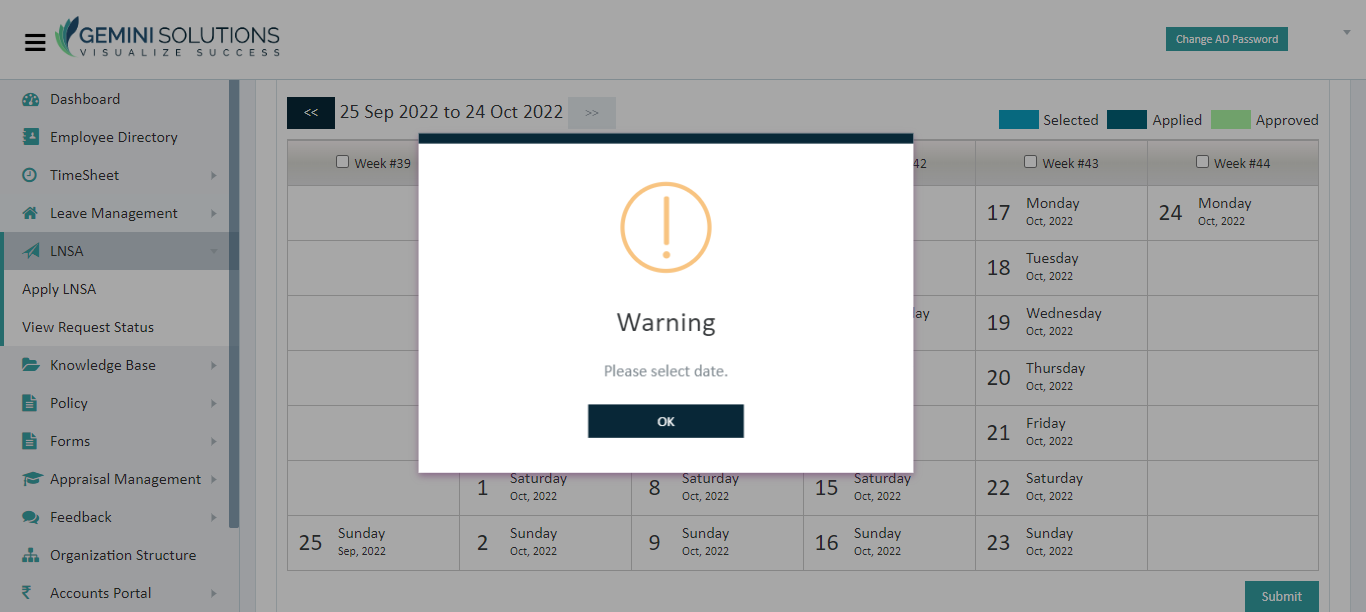 GEMINI SOLUTIONS
VISUALIZE SUCCESS
Change AD Password
Dashboard
Employee Directory
TimeSheet
Leave Management
LNSA
Apply LNSA
View Request Status
Knowledge Base
Policy
Forms
Appraisal Management
Feedback
Organization Structure
Accounts Portal
<< 25 Sep 2022 to 24 Oct 2022 >>
Selected Applied Approved
Week #39 42 Week #43 Week #44
17 Monday Oct, 2022 24 Monday Oct, 2022
18 Tuesday Oct, 2022
19 Wednesday Oct, 2022
20 Thursday Oct, 2022
21 Friday Oct, 2022
1 Saturday Oct, 2022 8 Saturday Oct, 2022 15 Saturday Oct, 2022 22 Saturday Oct, 2022
25 Sunday Sep, 2022 2 Sunday Oct, 2022 9 Sunday Oct, 2022 16 Sunday Oct, 2022 23 Sunday Oct, 2022
Warning
Please select date.
OK
Submit